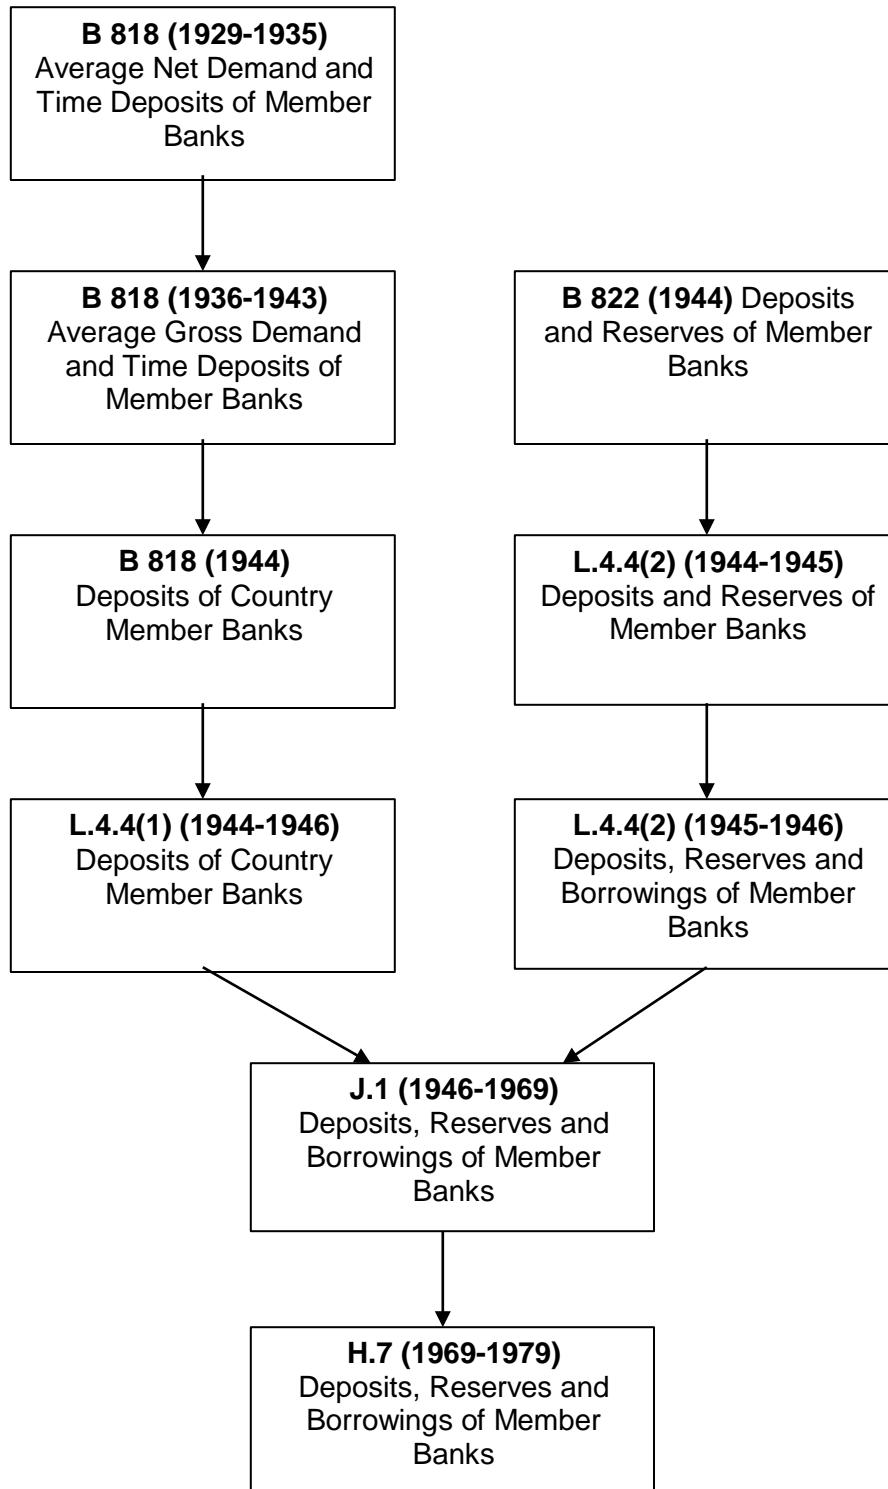 B 818 (1929-1935)
Average Net Demand and
Time Deposits of Member
Banks
B 818 (1936-1943)
Average Gross Demand
and Time Deposits of
Member Banks
B 822 (1944) Deposits
and Reserves of Member
Banks
B 818 (1944)
Deposits of Country
Member Banks
L.4.4(2) (1944-1945)
Deposits and Reserves of
Member Banks
L.4.4(1) (1944-1946)
Deposits of Country
Member Banks
L.4.4(2) (1945-1946)
Deposits, Reserves and
Borrowings of Member
Banks
J.1 (1946-1969)
Deposits, Reserves and
Borrowings of Member
Banks
H.7 (1969-1979)
Deposits, Reserves and
Borrowings of Member
Banks